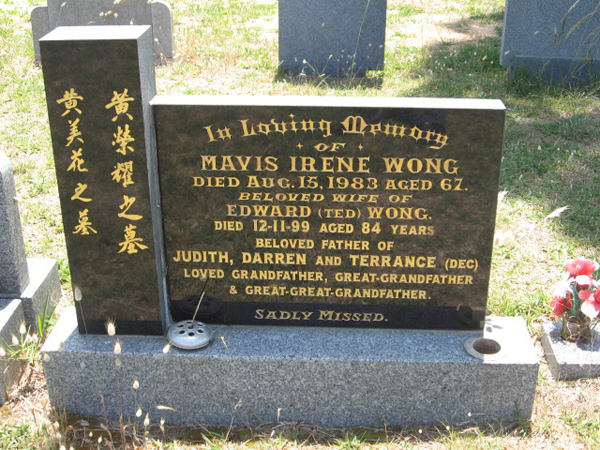 黄榮耀之墓
黄美花之墓
In Loving Memory
OF
MAVIS IRENE WONG
DIED AUG. 15, 1983 AGED 67.
BELOVED WIFE OF
EDWARD (TED) WONG.
DIED 12-11-99 AGED 84 YEARS
BELOVED FATHER OF
JUDITH, DARREN AND TERRANCE (DEC)
LOVED GRANDFATHER, GREAT-GRANDFATHER
& GREAT-GREAT-GRANDFATHER.
SADLY MISSED.